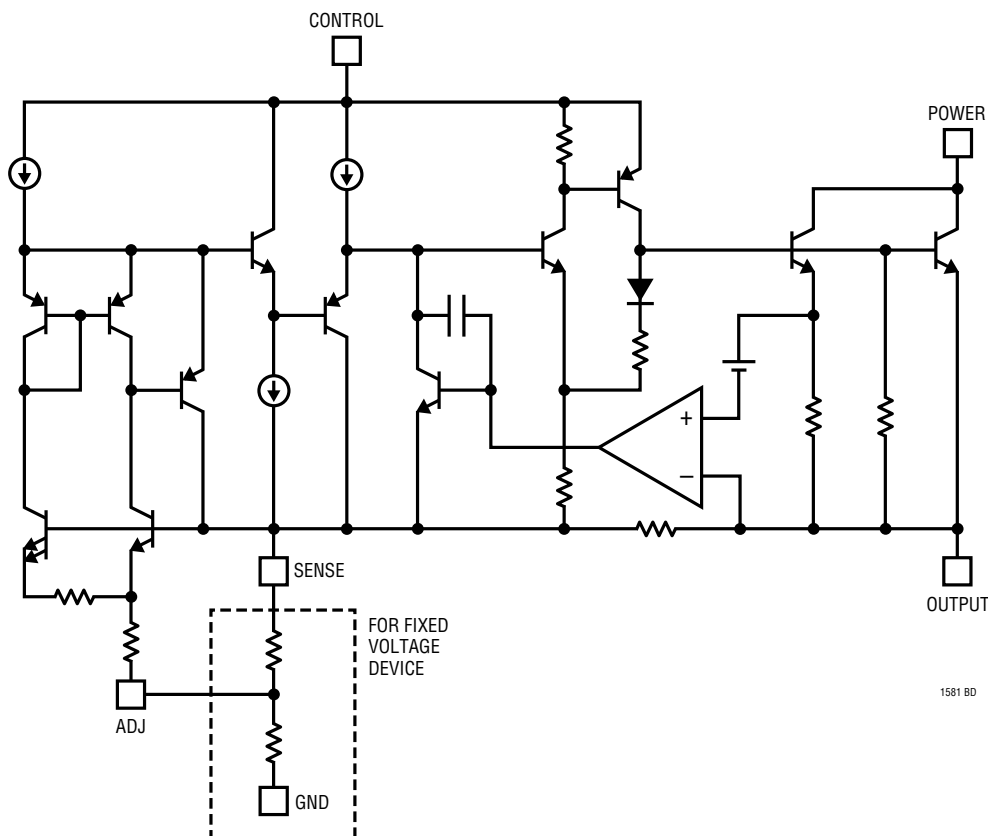 CONTROL
POWER
+
–
SENSE
OUTPUT
FOR FIXED
VOLTAGE
DEVICE
1581 BD
ADJ
GND